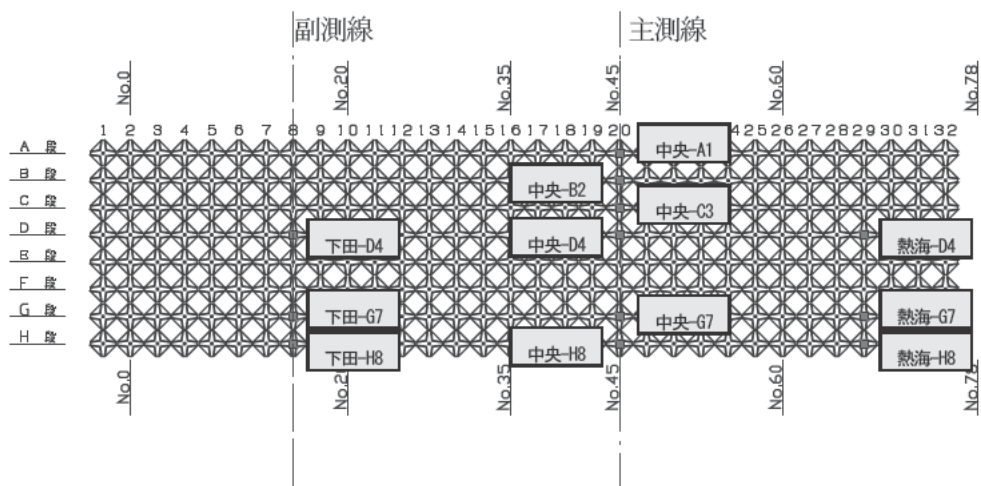 副測線 主測線
No.0 No.20 No.35 No.45 No.60 No.78
1 2 3 4 5 6 7 8 9 10 11 12 13 14 15 16 17 18 19 20 4 25 26 27 28 29 30 31 32
A 段 中央-A1
B 段 中央-B2
C 段 中央-C3
D 段 下田-D4 中央-D4 熱海-D4
E 段
F 段
G 段 下田-G7 中央-G7 熱海-G7
H 段 下田-H8 中央-H8 熱海-H8
No.0 No.20 No.35 No.45 No.60 No.78